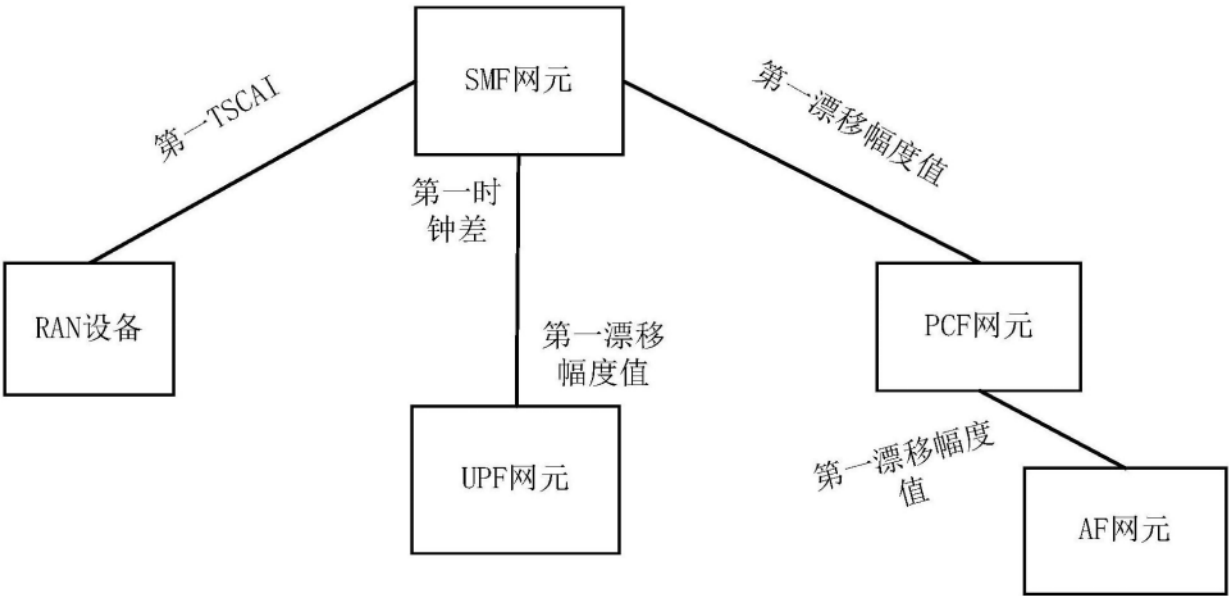 SMF网元
第一TSCAI
第一漂移幅度值
第一时
钟差
RAN设备
PCF网元
第一漂移
幅度值
UPF网元
第一漂移幅度
值
AF网元